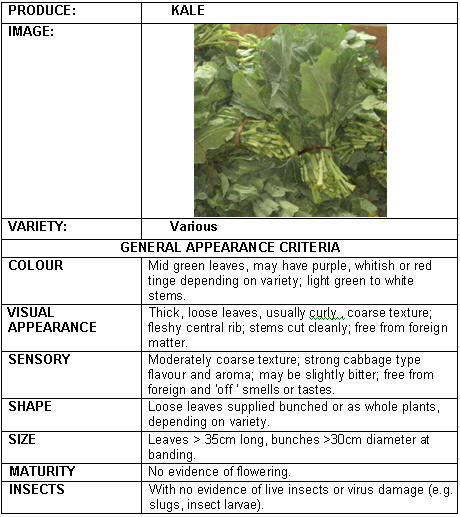 PRODUCE: KALE
IMAGE:
VARIETY: Various
GENERAL APPEARANCE CRITERIA
COLOUR Mid green leaves, may have purple, whitish or red
tinge depending on variety; light green to white
stems.
VISUAL Thick, loose leaves, usually curly , coarse texture;
APPEARANCE fleshy central rib; stems cut cleanly; free from foreign
matter.
SENSORY Moderately coarse texture; strong cabbage type
flavour and aroma; may be slightly bitter; free from
foreign and 'off ' smells or tastes.
SHAPE Loose leaves supplied bunched or as whole plants,
depending on variety.
SIZE Leaves > 35cm long, bunches >30cm diameter at
banding.
MATURITY No evidence of flowering.
INSECTS With no evidence of live insects or virus damage (e.g.
slugs, insect larvae).